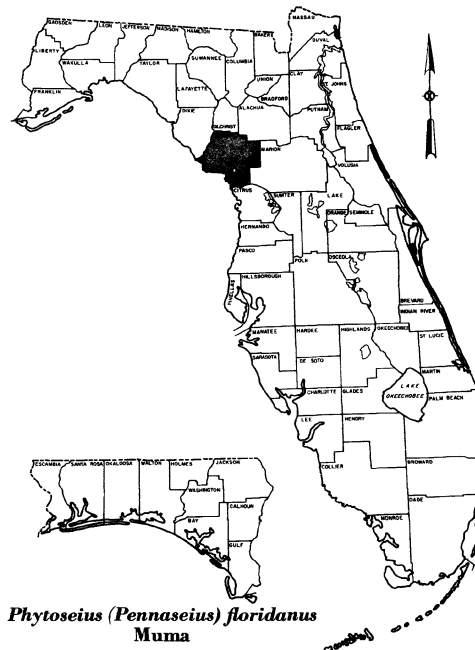 NASSAU
GADSDEN
LEON
JEFFERSON
MADISON
HAMILTON
BAKER
DUVAL
LIBERTY
WAKULLA
TAYLOR
SUWANNEE
COLUMBIA
UNION
CLAY
ST. JOHNS
FRANKLIN
LAFAYETTE
BRADFORD
PUTNAM
DIXIE
ALACHUA
GILCHRIST
FLAGLER
MARION
VOLUSIA
CITRUS
SUMTER
LAKE
ORANGE
SEMINOLE
HERNANDO
PASCO
POLK
OSCEOLA
HILLSBOROUGH
PINELLAS
BREVARD
INDIAN RIVER
MANATEE
HARDEE
HIGHLANDS
OKEECHOBEE
ST LUCIE
SARASOTA
DE SOTO
MARTIN
CHARLOTTE
GLADES
LAKE
OKEECHOBEE
PALM BEACH
LEE
HENDRY
COLLIER
BROWARD
DADE
MONROE
ESCAMBIA
SANTA ROSA
OKALOOSA
WALTON
HOLMES
JACKSON
WASHINGTON
BAY
CALHOUN
GULF
Phytoseius (Pennaseius) floridanus
Muma